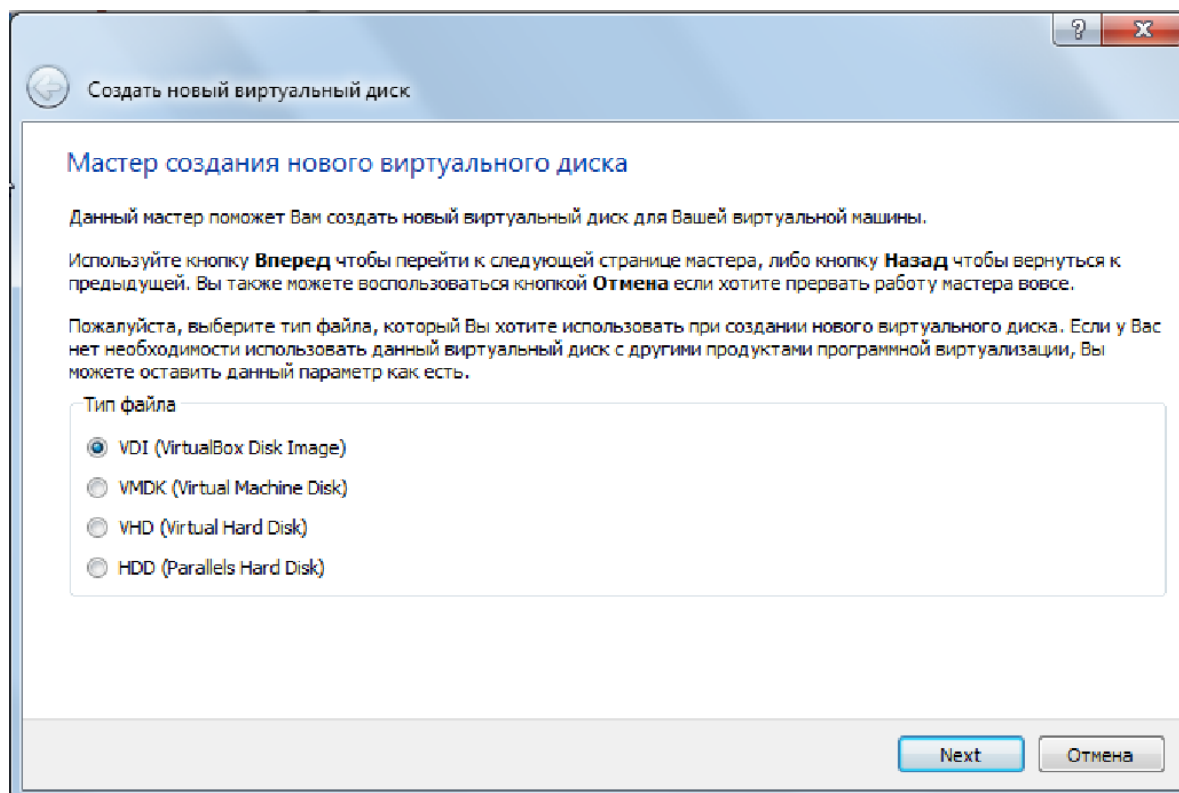 Создать новый виртуальный диск
Мастер создания нового виртуального диска
Данный мастер поможет Вам создать новый виртуальный диск для Вашей виртуальной машины.
Используйте кнопку Вперед чтобы перейти к следующей странице мастера, либо кнопку Назад чтобы вернуться к
предыдущей. Вы также можете воспользоваться кнопкой Отмена если хотите прервать работу мастера вовсе.
Пожалуйста, выберите тип файла, который Вы хотите использовать при создании нового виртуального диска. Если у Вас
нет необходимости использовать данный виртуальный диск с другими продуктами программной виртуализации, Вы
можете оставить данный параметр как есть.
Тип файла
VDI (VirtualBox Disk Image)
VMDK (Virtual Machine Disk)
VHD (Virtual Hard Disk)
HDD (Parallels Hard Disk)
Next Отмена